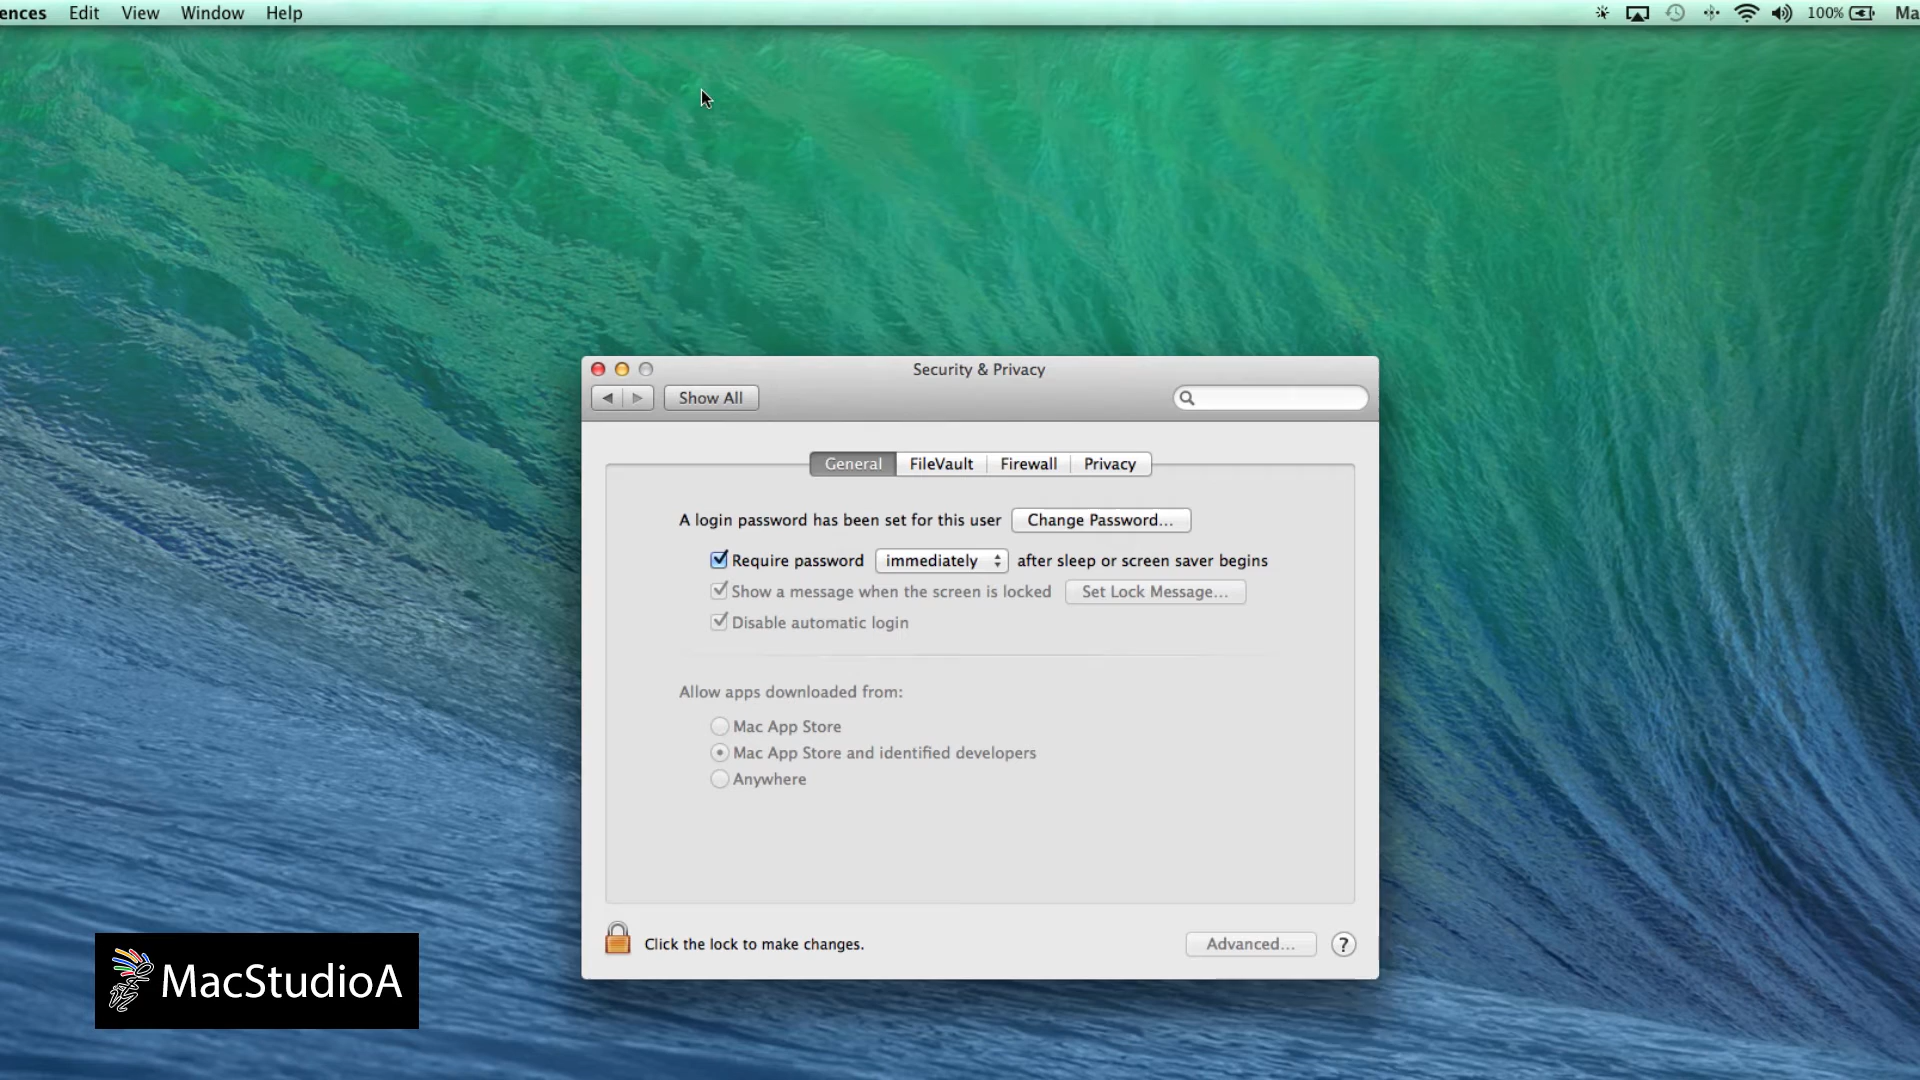 ences Edit View Window Help 100% Ma
Security & Privacy
Show All
General FileVault Firewall Privacy
A login password has been set for this user Change Password...
Require password immediately after sleep or screen saver begins
Show a message when the screen is locked Set Lock Message...
Disable automatic login
Allow apps downloaded from:
Mac App Store
Mac App Store and identified developers
Anywhere
Click the lock to make changes. Advanced... ?
MacStudioA